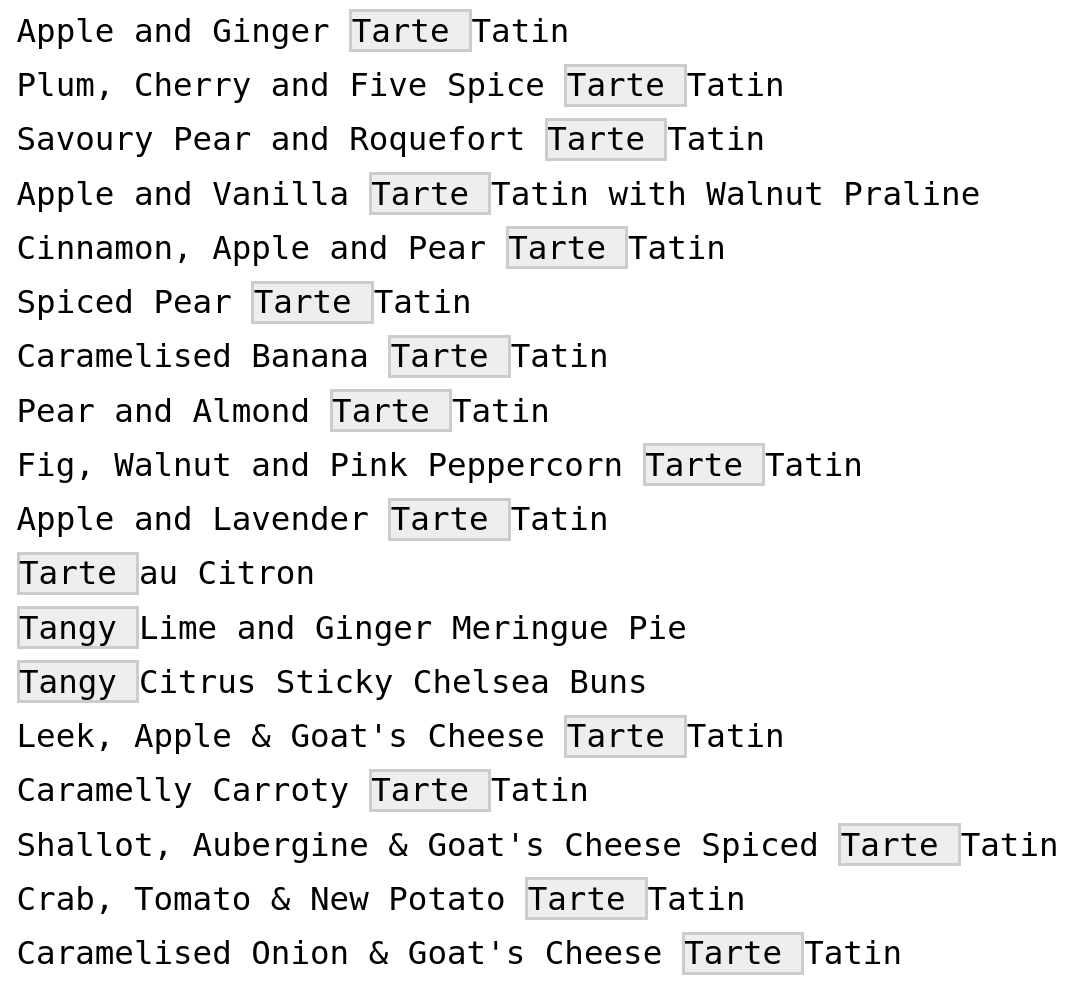 Apple and Ginger Tarte Tatin
Plum, Cherry and Five Spice Tarte Tatin
Savoury Pear and Roquefort Tarte Tatin
Apple and Vanilla Tarte Tatin with Walnut Praline
Cinnamon, Apple and Pear Tarte Tatin
Spiced Pear Tarte Tatin
Caramelised Banana Tarte Tatin
Pear and Almond Tarte Tatin
Fig, Walnut and Pink Peppercorn Tarte Tatin
Apple and Lavender Tarte Tatin
Tarte au Citron
Tangy Lime and Ginger Meringue Pie
Tangy Citrus Sticky Chelsea Buns
Leek, Apple & Goat's Cheese Tarte Tatin
Caramelly Carroty Tarte Tatin
Shallot, Aubergine & Goat's Cheese Spiced Tarte Tatin
Crab, Tomato & New Potato Tarte Tatin
Caramelised Onion & Goat's Cheese Tarte Tatin